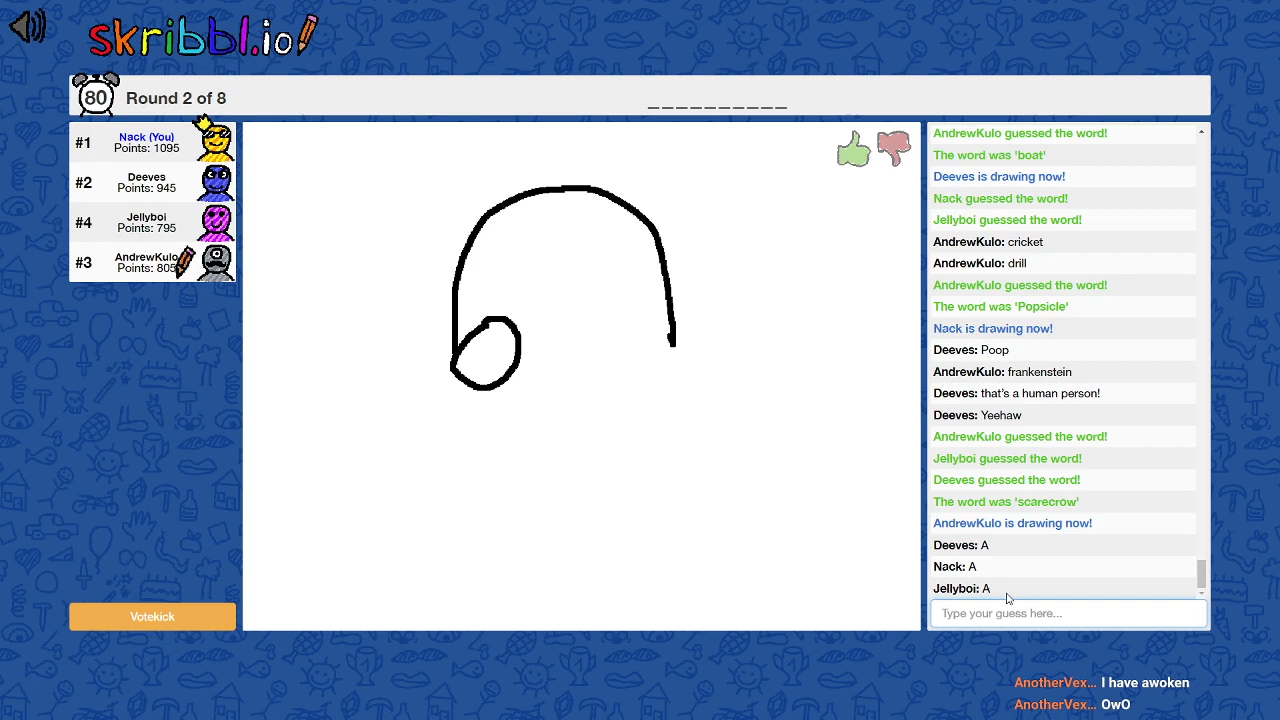 skribbl.io
80
Round 2 of 8
__________
#1
Nack (You)
Points: 1095
#2
Deeves
Points: 945
#4
Jellyboi
Points: 795
#3
AndrewKulo
Points: 805
Votekick
AndrewKulo guessed the word!
The word was 'boat'
Deeves is drawing now!
Nack guessed the word!
Jellyboi guessed the word!
AndrewKulo: cricket
AndrewKulo: drill
AndrewKulo guessed the word!
The word was 'Popsicle'
Nack is drawing now!
Deeves: Poop
AndrewKulo: frankenstein
Deeves: that's a human person!
Deeves: Yeehaw
AndrewKulo guessed the word!
Jellyboi guessed the word!
Deeves guessed the word!
The word was 'scarecrow'
AndrewKulo is drawing now!
Deeves: A
Nack: A
Jellyboi: A
Type your guess here...
AnotherVex... I have awoken
AnotherVex... OwO